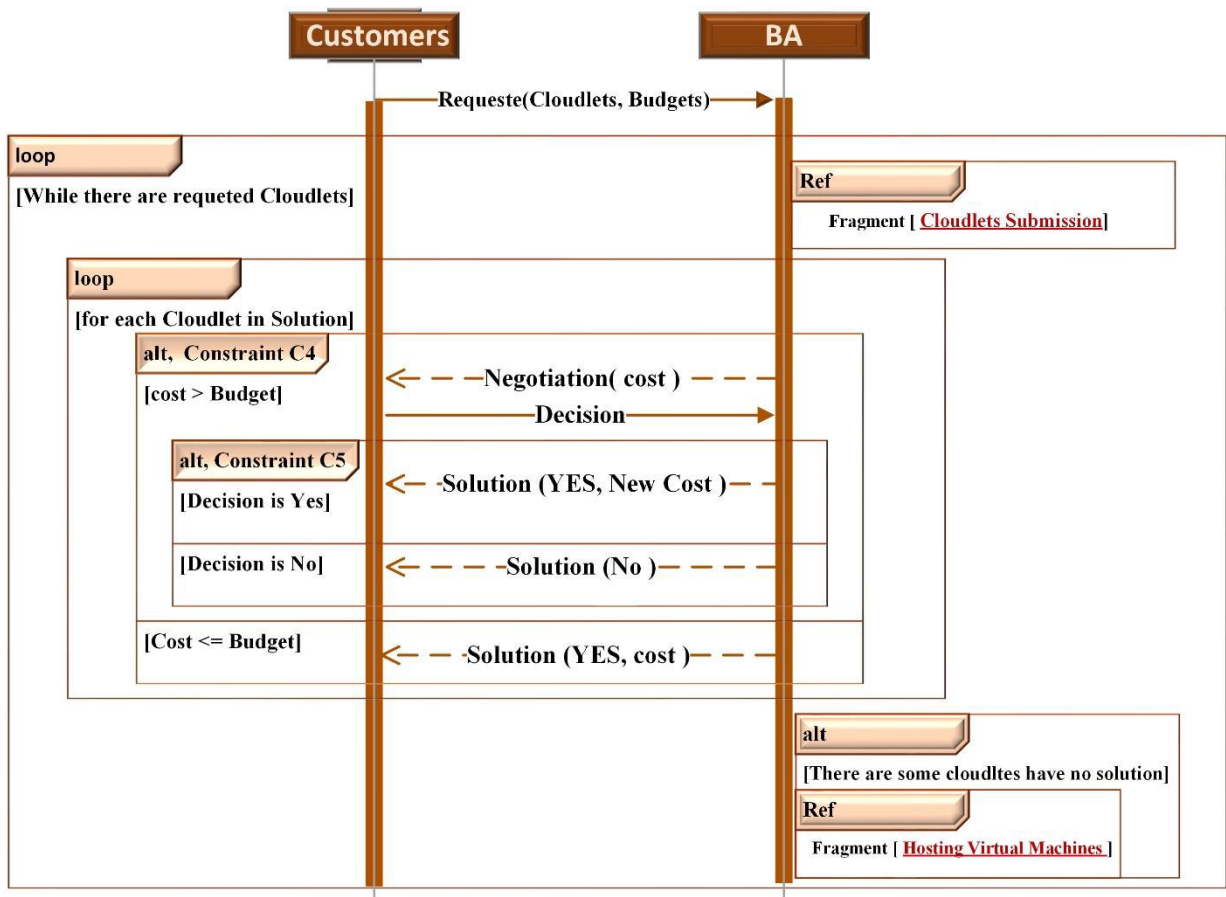 Customers
BA
Requeste(Cloudlets, Budgets)
loop
[While there are requeted Cloudlets]
Ref
Fragment [ Cloudlets Submission]
loop
[for each Cloudlet in Solution]
alt, Constraint C4
[cost > Budget]
Negotiation( cost )
Decision
alt, Constraint C5
[Decision is Yes]
Solution (YES, New Cost )
[Decision is No]
Solution (No )
[Cost <= Budget]
Solution (YES, cost )
alt
[There are some cloudltes have no solution]
Ref
Fragment [ Hosting Virtual Machines ]